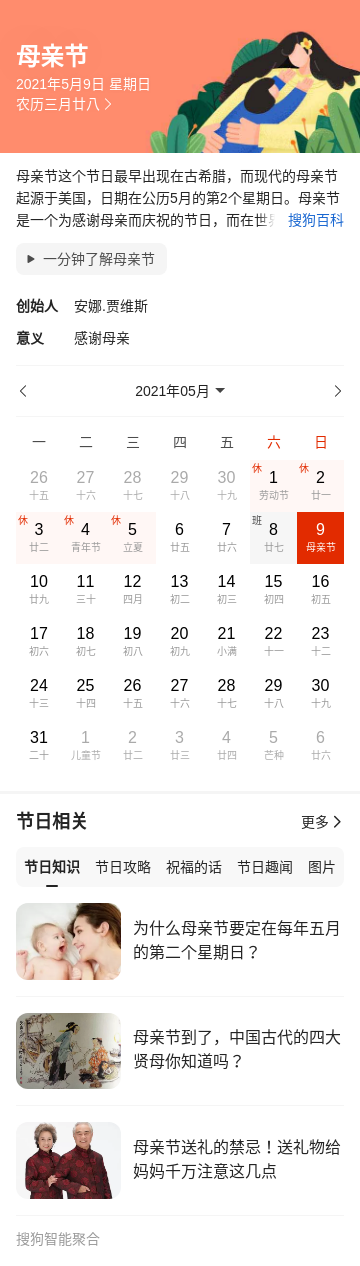 母亲节
2021年5月9日 星期日
农历三月廿八
母亲节这个节日最早出现在古希腊，而现代的母亲节
起源于美国，日期在公历5月的第2个星期日。母亲节
是一个为感谢母亲而庆祝的节日，而在世界 搜狗百科
一分钟了解母亲节
创始人 安娜.贾维斯
意义 感谢母亲
2021年05月
一 二 三 四 五 六 日
休 休
26 27 28 29 30 1 2
十五 十六 十七 十八 十九 劳动节 廿一
休 休 休 班
3 4 5 6 7 8 9
廿二 青年节 立夏 廿五 廿六 廿七 母亲节
10 11 12 13 14 15 16
廿九 三十 四月 初二 初三 初四 初五
17 18 19 20 21 22 23
初六 初七 初八 初九 小满 十一 十二
24 25 26 27 28 29 30
十三 十四 十五 十六 十七 十八 十九
31 1 2 3 4 5 6
二十 儿童节 廿二 廿三 廿四 芒种 廿六
节日相关 更多
节日知识 节日攻略 祝福的话 节日趣闻 图片
为什么母亲节要定在每年五月
的第二个星期日？
母亲节到了，中国古代的四大
贤母你知道吗？
母亲节送礼的禁忌！送礼物给
妈妈千万注意这几点
搜狗智能聚合